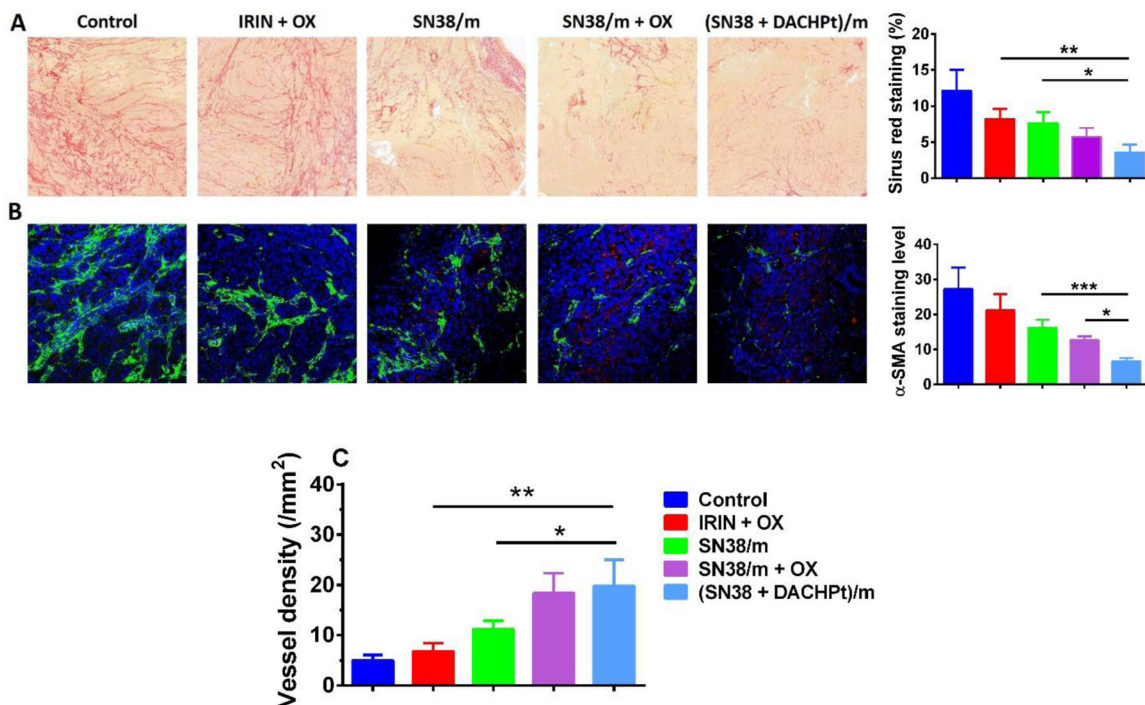 A
Control
IRIN + OX
SN38/m
SN38/m + OX
(SN38 + DACHPt)/m
Sirus red staining (%)
20
15
10
5
0
**
*
B
α-SMA staining level
40
30
20
10
0
***
*
C
Vessel density (/mm²)
40
30
20
10
0
**
*
Control
IRIN + OX
SN38/m
SN38/m + OX
(SN38 + DACHPt)/m